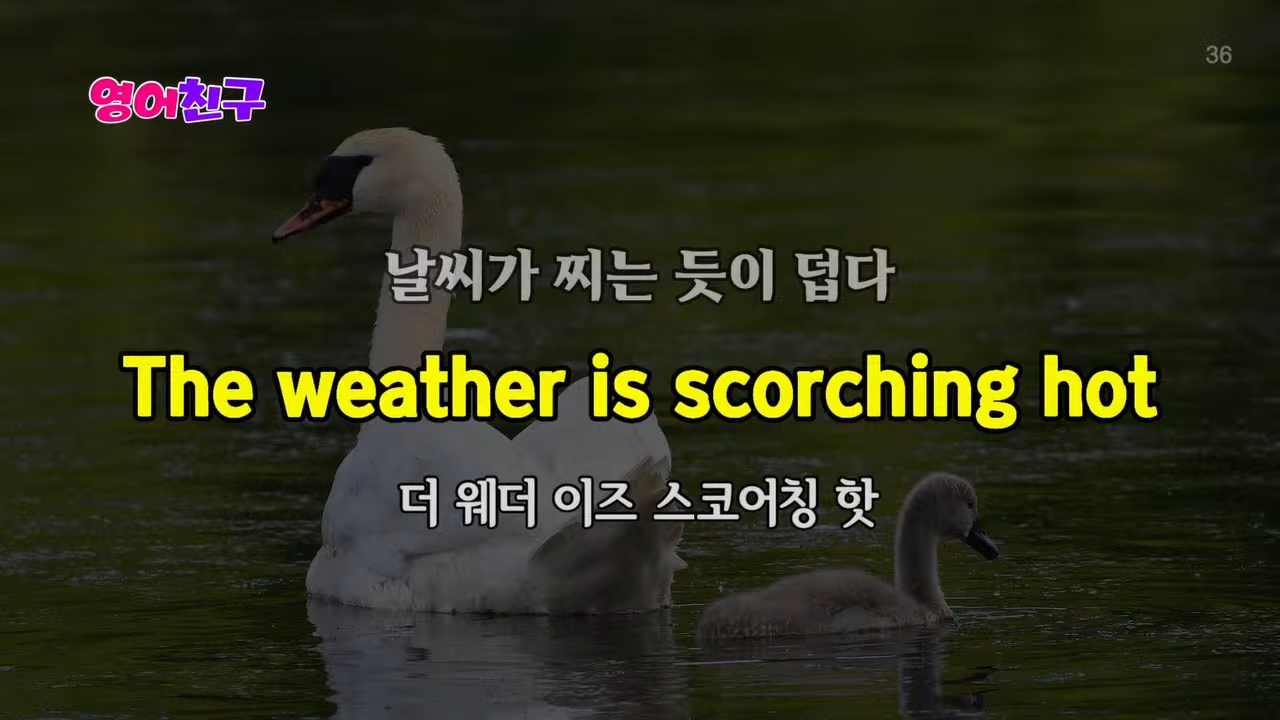 36
영어친구
날씨가 찌는 듯이 덥다
The weather is scorching hot
더 웨더 이즈 스코어칭 핫